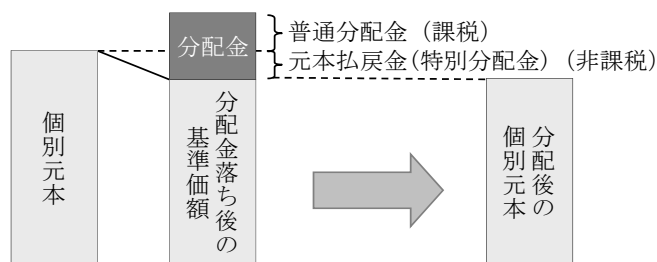 分配金
普通分配金(課税)
元本払戻金(特別分配金)(非課税)
個別元本
分配金落ち後の
基準価額
分配後の
個別元本